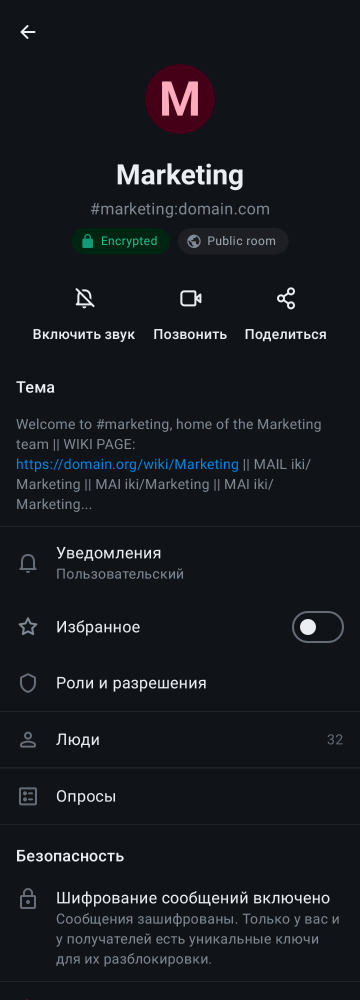 M
Marketing
#marketing:domain.com
Encrypted
Public room
Включить звук
Позвонить
Поделиться
Тема
Welcome to #marketing, home of the Marketing
team || WIKI PAGE:
https://domain.org/wiki/Marketing || MAIL iki/
Marketing || MAI iki/Marketing || MAI iki/
Marketing...
Уведомления
Пользовательский
Избранное
Роли и разрешения
Люди
32
Опросы
Безопасность
Шифрование сообщений включено
Сообщения зашифрованы. Только у вас и
у получателей есть уникальные ключи
для их разблокировки.